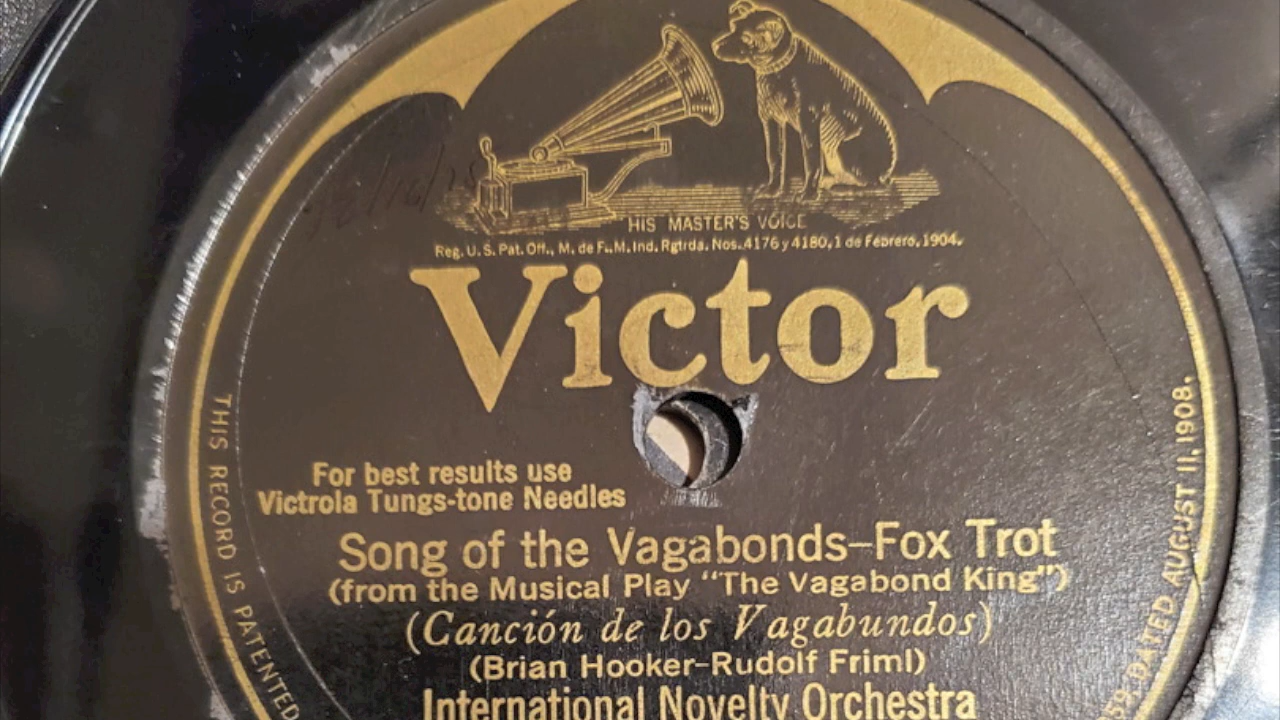 HIS MASTER'S VOICE
Reg. U.S. Pat. Off., M. de F., M. Ind. Rgtrda. Nos. 4176 y 4180, 1 de Febrero, 1904.
Victor
For best results use
Victrola Tungs-tone Needles
Song of the Vagabonds–Fox Trot
(from the Musical Play "The Vagabond King")
(Canción de los Vagabundos)
(Brian Hooker–Rudolf Friml)
International Novelty Orchestra
THIS RECORD IS PATENTED
59, DATED AUGUST 11, 1908.